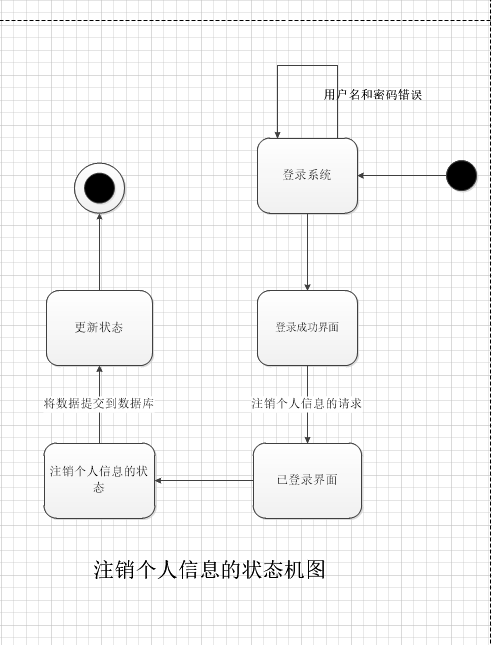 用户名和密码错误
登录系统
更新状态
登录成功界面
将数据提交到数据库
注销个人信息的请求
注销个人信息的状
态
已登录界面
注销个人信息的状态机图